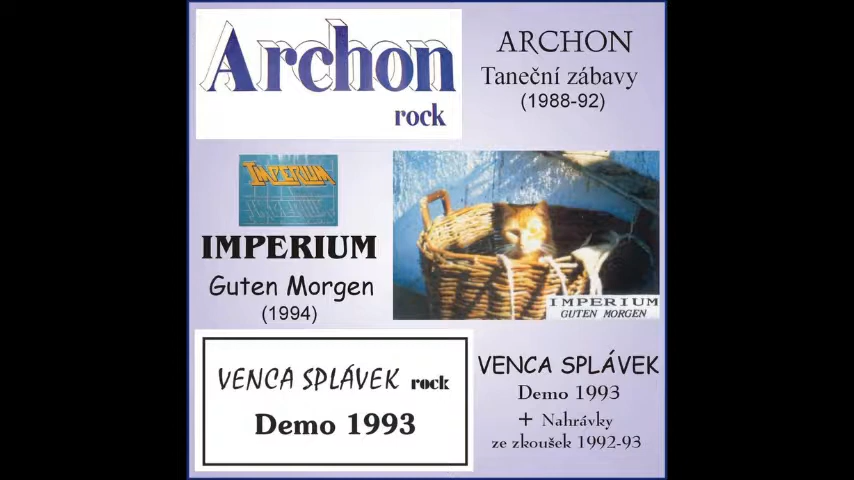 Archon
rock
ARCHON
Taneční zábavy
(1988-92)
IMPERIUM
IMPERIUM
Guten Morgen
(1994)
IMPERIUM
GUTEN MORGEN
VENCA SPLÁVEK rock
Demo 1993
VENCA SPLÁVEK
Demo 1993
+ Nahrávky
ze zkoušek 1992-93